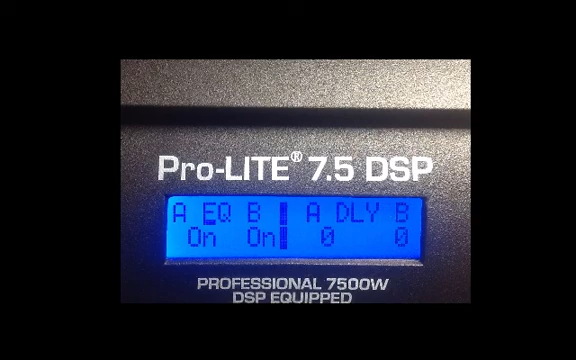 Pro-LITE® 7.5 DSP
A EQ B A DLY B
On On 0 0
PROFESSIONAL 7500W
DSP EQUIPPED